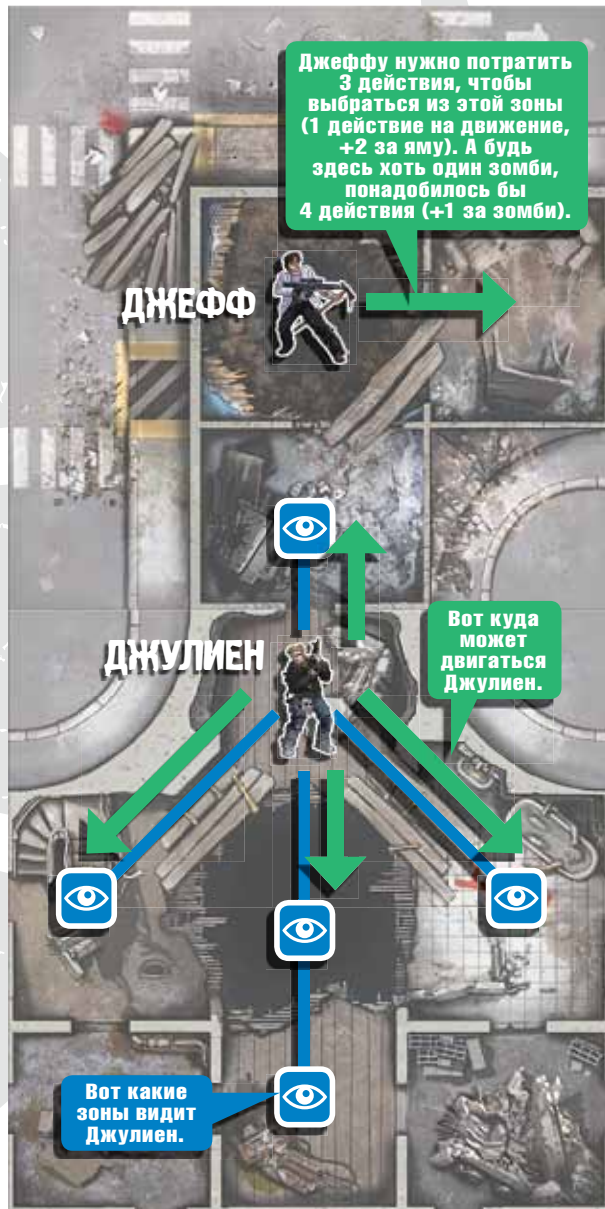 Джеффу нужно потратить
3 действия, чтобы
выбраться из этой зоны
(1 действие на движение,
+2 за яму). А будь
здесь хоть один зомби,
понадобилось бы
4 действия (+1 за зомби).
ДЖЕФФ
ДЖУЛИЕН
Вот куда
может
двигаться
Джулиен.
Вот какие
зоны видит
Джулиен.